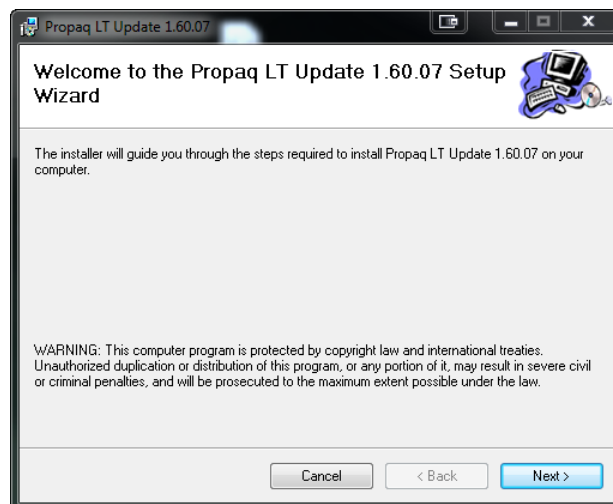 Propaq LT Update 1.60.07
Welcome to the Propaq LT Update 1.60.07 Setup
Wizard
The installer will guide you through the steps required to install Propaq LT Update 1.60.07 on your
computer.
WARNING: This computer program is protected by copyright law and international treaties.
Unauthorized duplication or distribution of this program, or any portion of it, may result in severe civil
or criminal penalties, and will be prosecuted to the maximum extent possible under the law.
Cancel
< Back
Next >